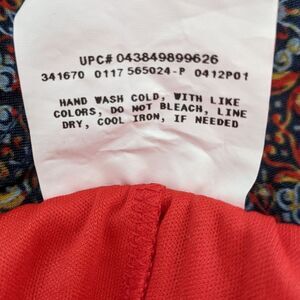 UPC# 043849899626
341670 0117 565024-P 0412P01
HAND WASH COLD, WITH LIKE
COLORS, DO NOT BLEACH, LINE
DRY, COOL IRON, IF NEEDED